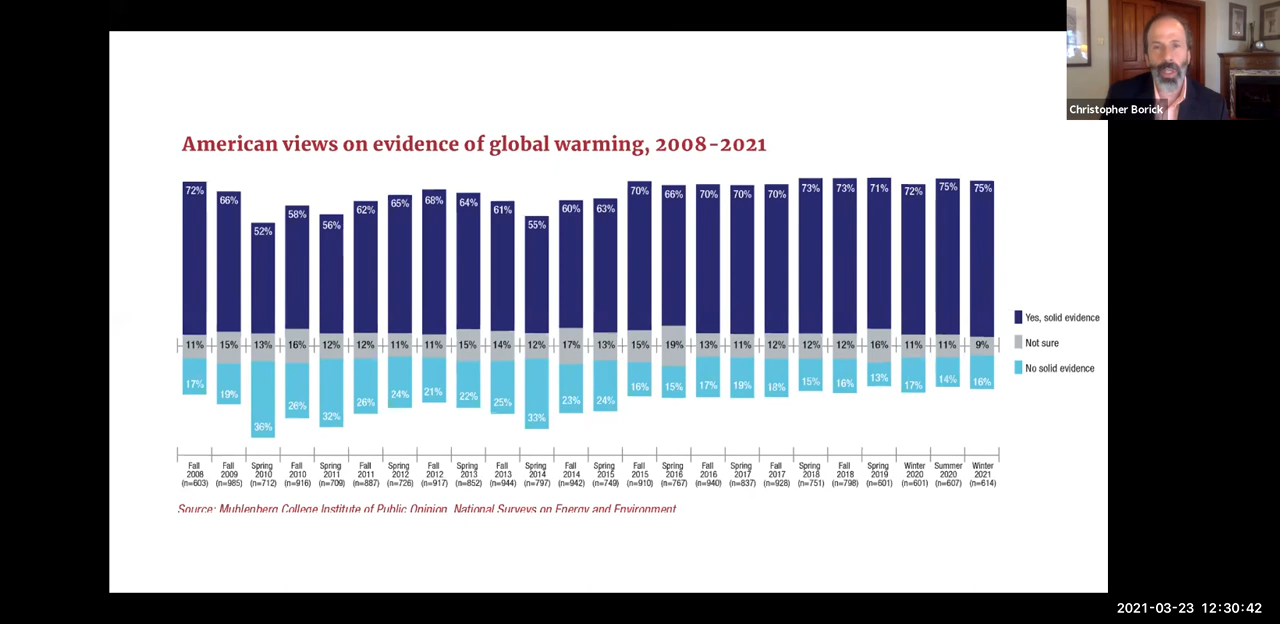 Christopher Borick
American views on evidence of global warming, 2008-2021
72% 66% 52% 58% 56% 62% 65% 68% 64% 61% 55% 60% 63% 70% 66% 70% 70% 70% 73% 73% 71% 72% 75% 75%
Yes, solid evidence
11% 15% 13% 16% 12% 12% 11% 11% 15% 14% 12% 17% 13% 15% 19% 13% 11% 12% 12% 12% 16% 11% 11% 9%
Not sure
No solid evidence
17% 19% 36% 26% 32% 26% 24% 21% 22% 25% 33% 23% 24% 16% 15% 17% 19% 18% 15% 16% 13% 17% 14% 16%
Fall Fall Spring Fall Spring Fall Spring Fall Spring Fall Spring Fall Spring Fall Spring Fall Spring Fall Spring Fall Spring Winter Summer Winter
2008 2009 2010 2010 2011 2011 2012 2012 2013 2013 2014 2014 2015 2015 2016 2016 2017 2017 2018 2018 2019 2020 2020 2021
(n=603) (n=985) (n=712) (n=916) (n=709) (n=887) (n=726) (n=917) (n=852) (n=944) (n=797) (n=942) (n=749) (n=910) (n=767) (n=940) (n=837) (n=928) (n=751) (n=798) (n=601) (n=601) (n=607) (n=614)
Source: Muhlenberg College Institute of Public Opinion, National Surveys on Energy and Environment
2021-03-23 12:30:42